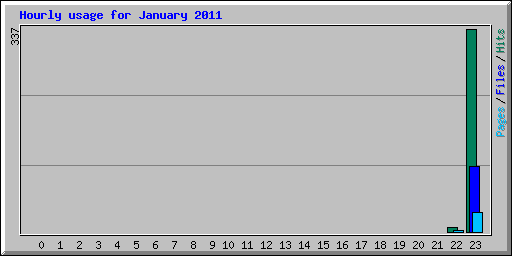 Hourly usage for January 2011
337
Pages/Files/Hits
0 1 2 3 4 5 6 7 8 9 10 11 12 13 14 15 16 17 18 19 20 21 22 23